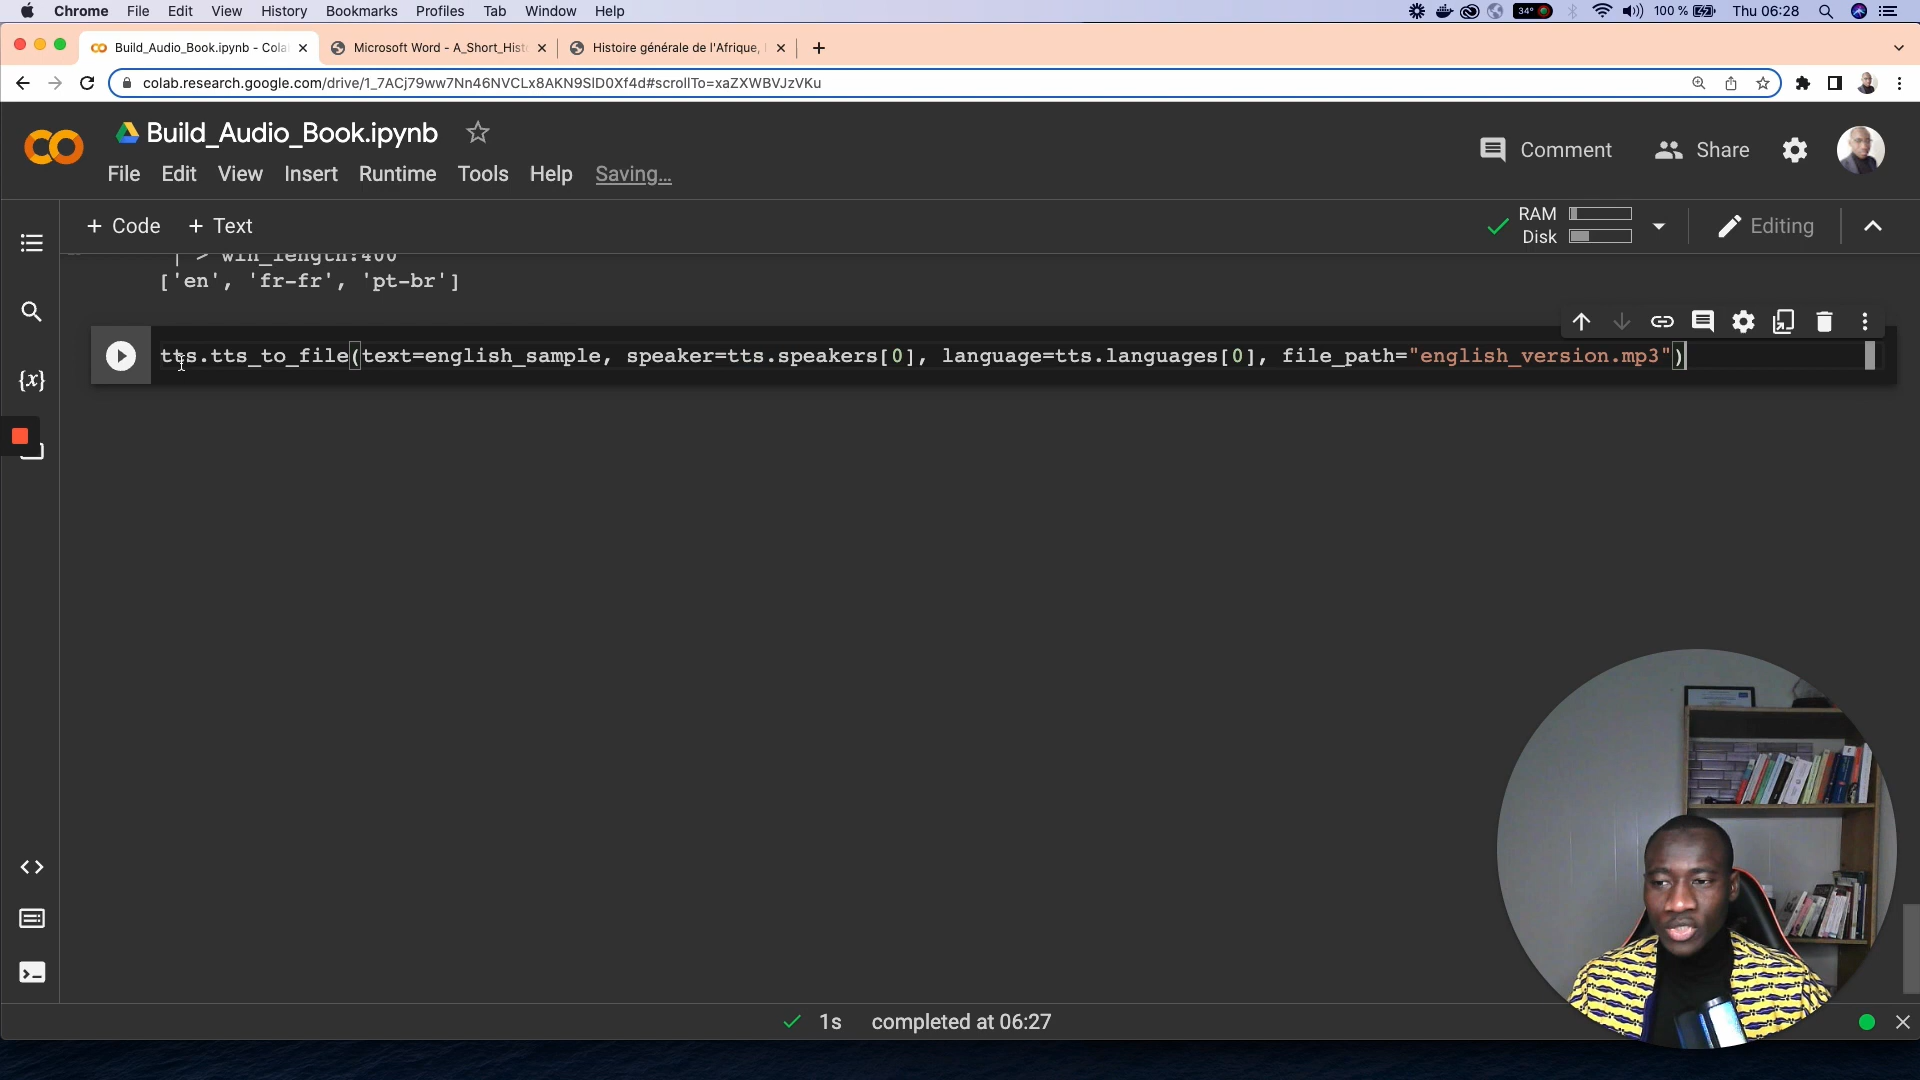 Chrome File Edit View History Bookmarks Profiles Tab Window Help 34° 100 % Thu 06:28
Build_Audio_Book.ipynb - Cola Microsoft Word - A_Short_Hist Histoire générale de l'Afrique,
colab.research.google.com/drive/1_7ACj79ww7Nn46NVCLx8AKN9SlD0Xf4d#scrollTo=xaZXWBVJzVKu
Build_Audio_Book.ipynb
Comment Share
File Edit View Insert Runtime Tools Help Saving…
+ Code + Text
RAM
Disk
Editing
| > win_length:400
['en', 'fr-fr', 'pt-br']
tts.tts_to_file(text=english_sample, speaker=tts.speakers[0], language=tts.languages[0], file_path="english_version.mp3")
{x}
1s completed at 06:27